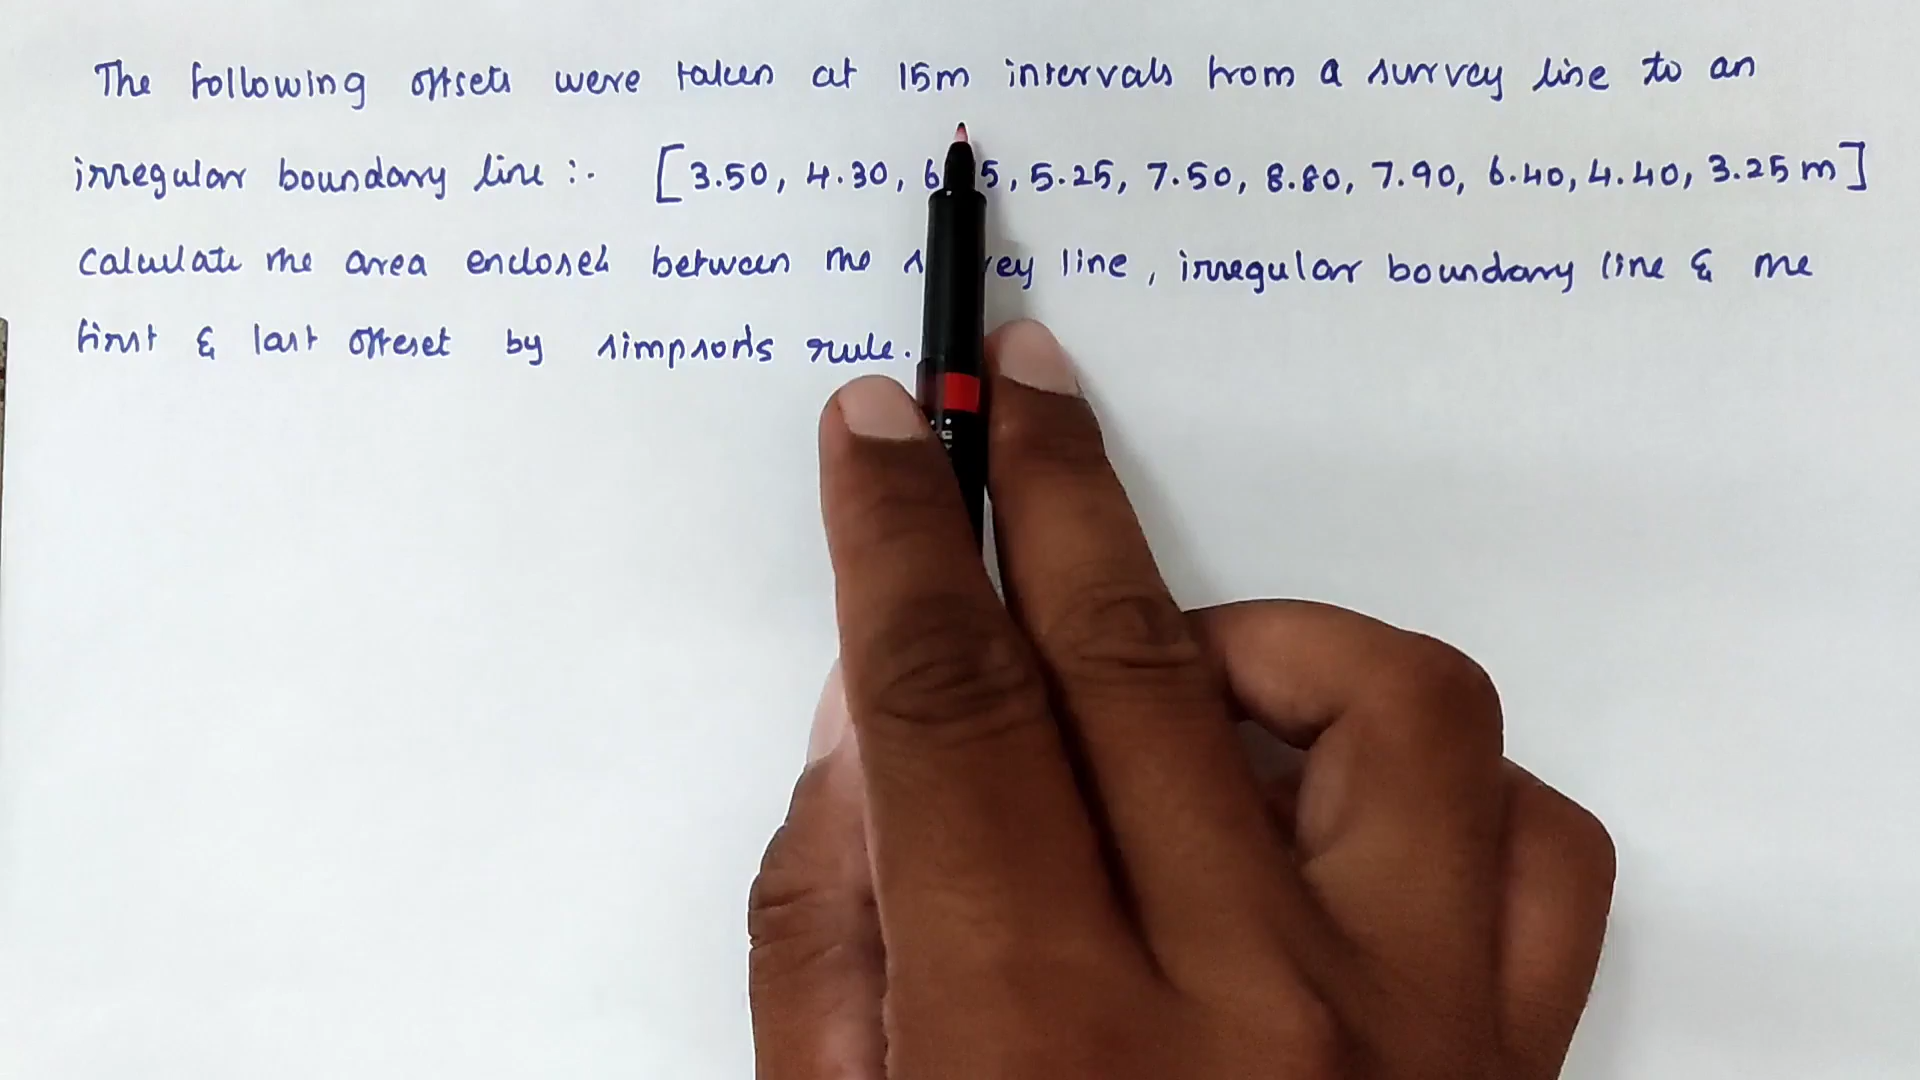 The following offsets were taken at 15m intervals from a survey line to an
irregular boundary line :- [3.50, 4.30, 5.25, 7.50, 8.80, 7.90, 6.40, 4.40, 3.25 m]
Calculate the area enclosed between the line, irregular boundary line & the
first & last offset by simpson's rule.